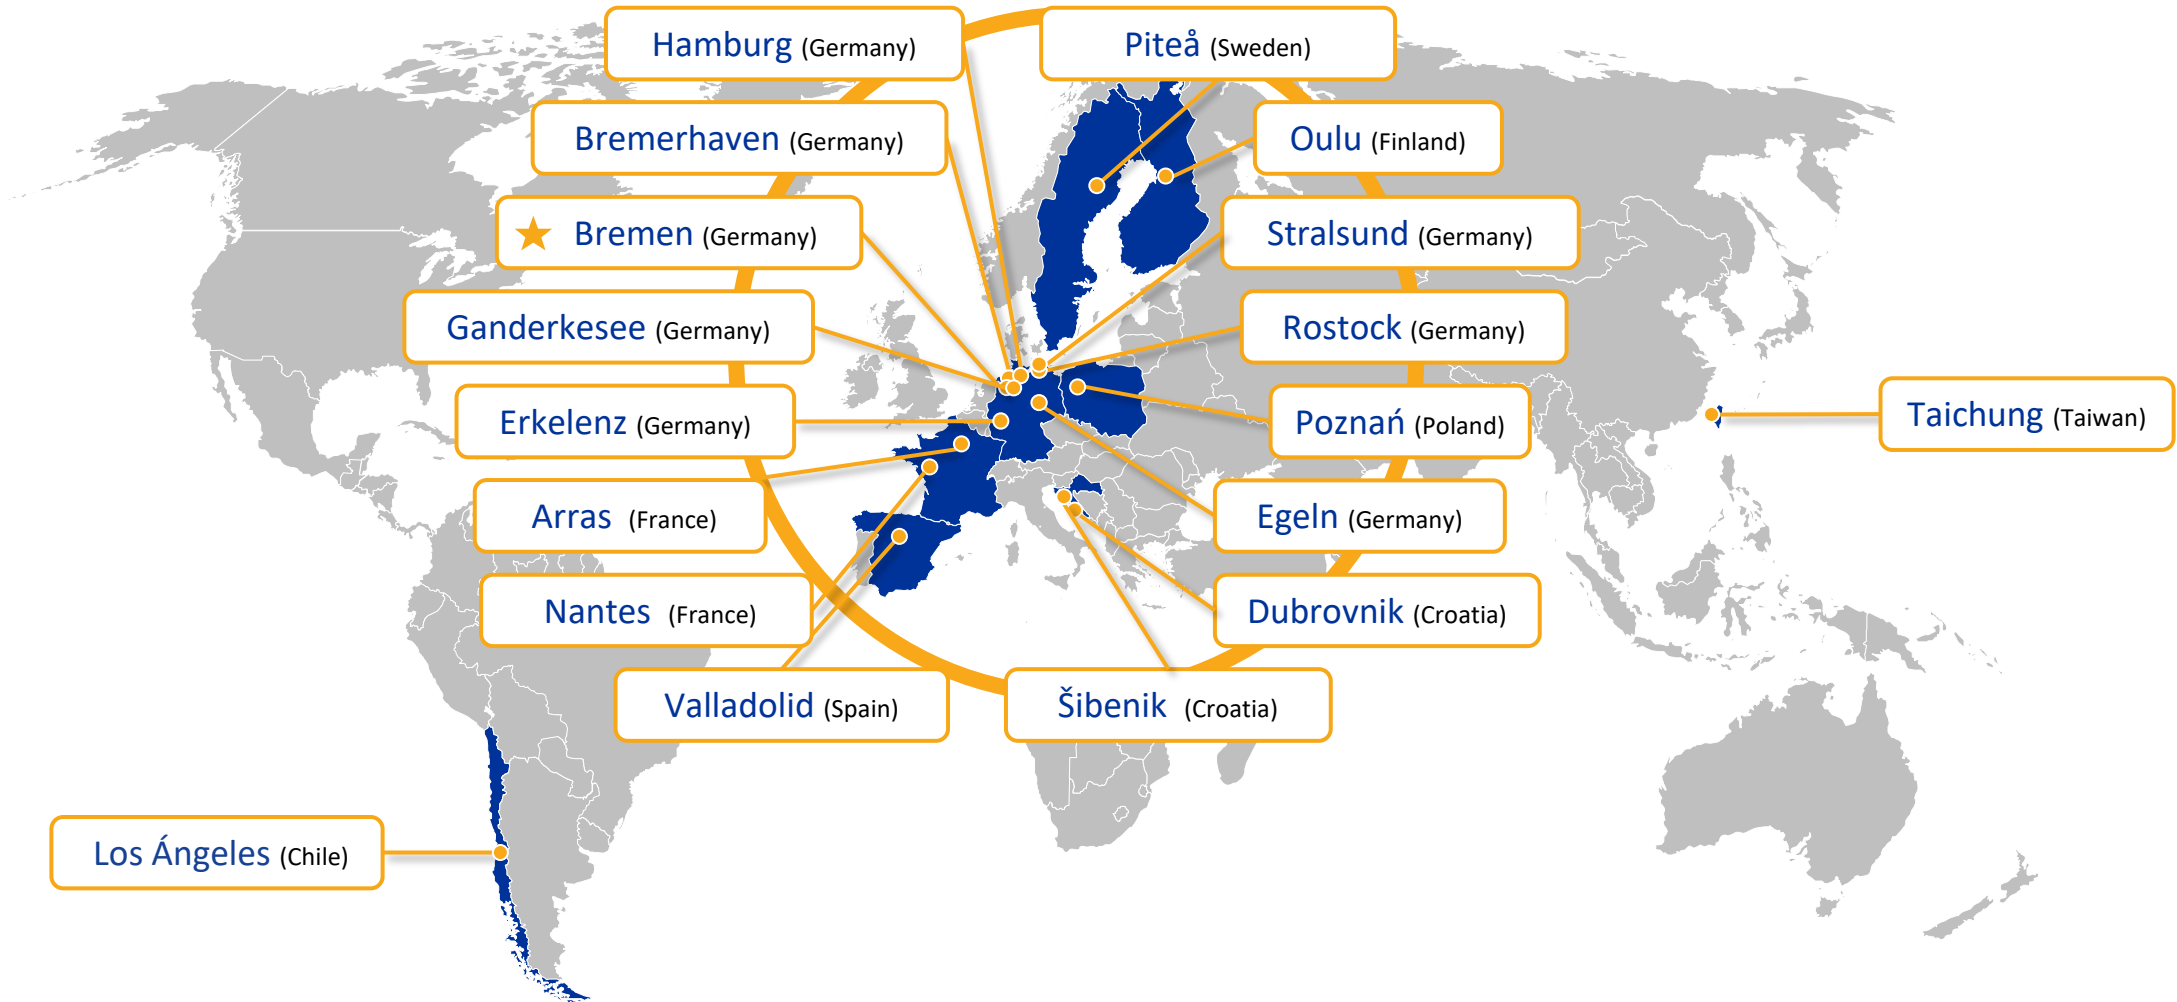 Hamburg (Germany)
Piteå (Sweden)
Bremerhaven (Germany)
Oulu (Finland)
Bremen (Germany)
Stralsund (Germany)
Ganderkesee (Germany)
Rostock (Germany)
Erkelenz (Germany)
Poznań (Poland)
Taichung (Taiwan)
Arras (France)
Egeln (Germany)
Nantes (France)
Dubrovnik (Croatia)
Valladolid (Spain)
Šibenik (Croatia)
Los Ángeles (Chile)